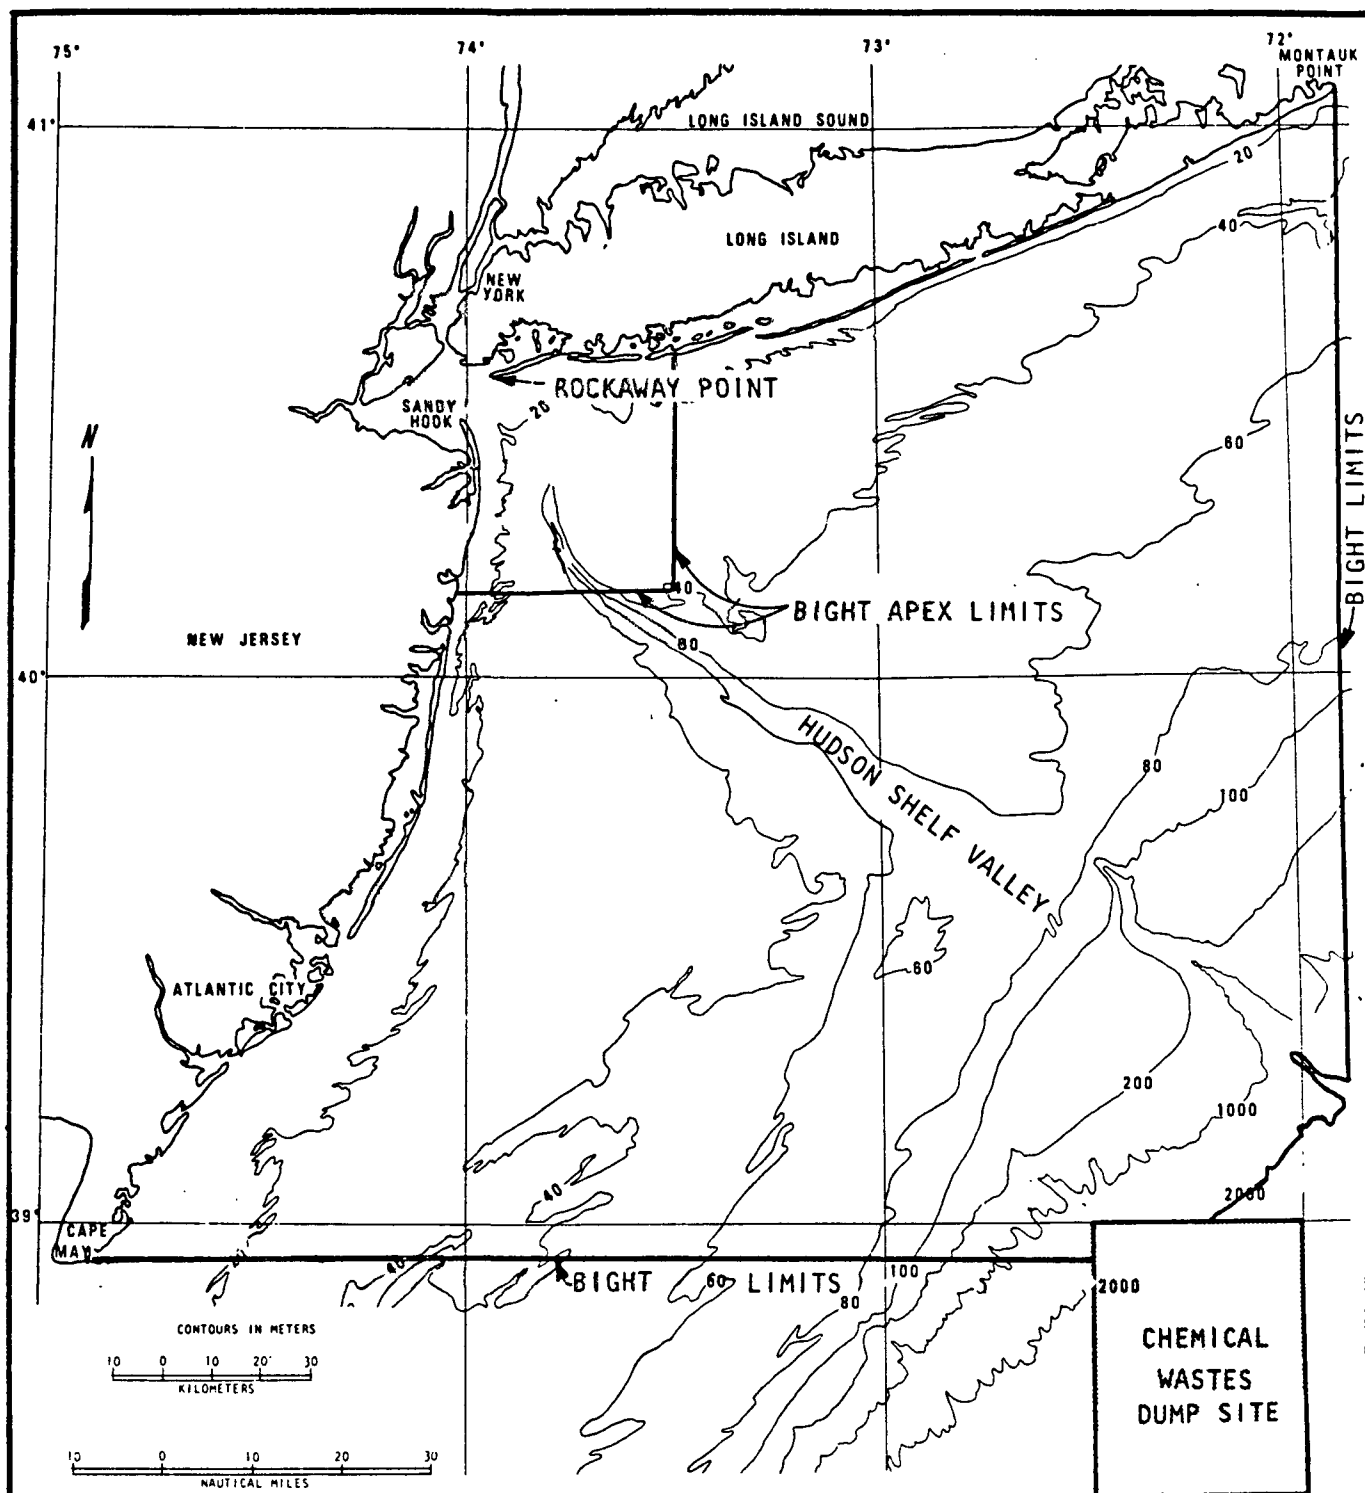 75°
74°
73°
72°
MONTAUK
POINT
41°
LONG ISLAND SOUND
20
40
LONG ISLAND
NEW
YORK
ROCKAWAY POINT
SANDY
HOOK
20
N
60
BIGHT LIMITS
40
BIGHT APEX LIMITS
NEW JERSEY
60
40°
HUDSON SHELF VALLEY
80
100
60
ATLANTIC CITY
200
1000
2000
40
39°
CAPE
MAY
40
BIGHT LIMITS
60
100
80
2000
CONTOURS IN METERS
10 0 10 20 30
KILOMETERS
10 0 10 20 30
NAUTICAL MILES
CHEMICAL
WASTES
DUMP SITE